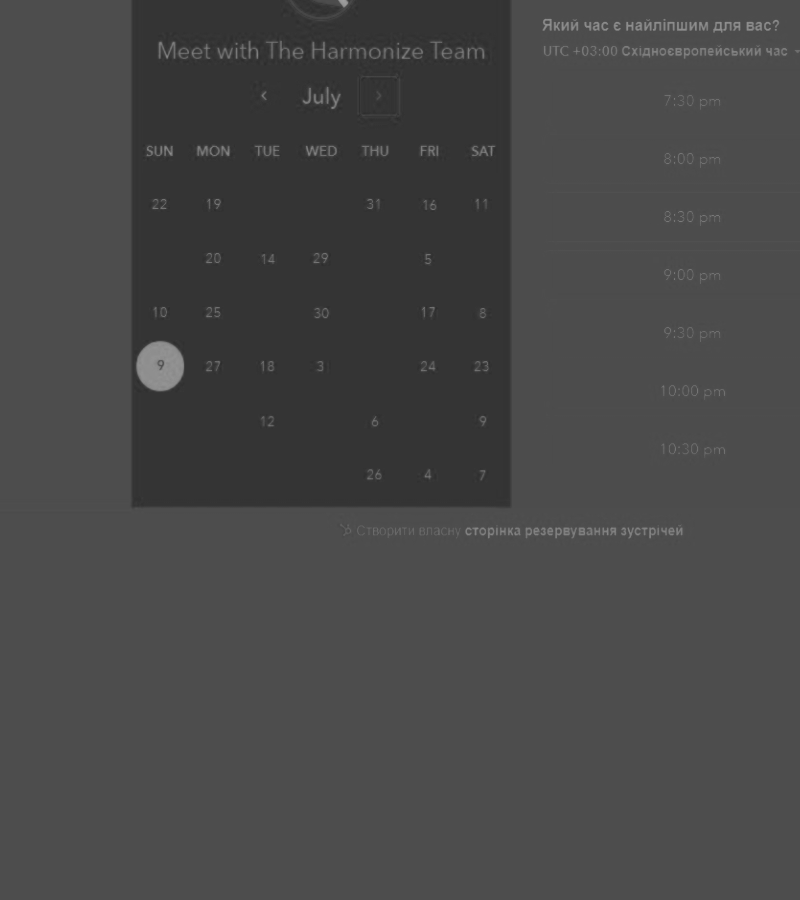 Meet with The Harmonize Team
July
SUN MON TUE WED THU FRI SAT
22 19 31 16 11
20 14 29 5
10 25 30 17 8
9 27 18 3 24 23
12 6 9
26 4 7
Який час є найліпшим для вас?
UTC +03:00 Східноєвропейський час
7:30 pm
8:00 pm
8:30 pm
9:00 pm
9:30 pm
10:00 pm
10:30 pm
Створити власну сторінка резервування зустрічей